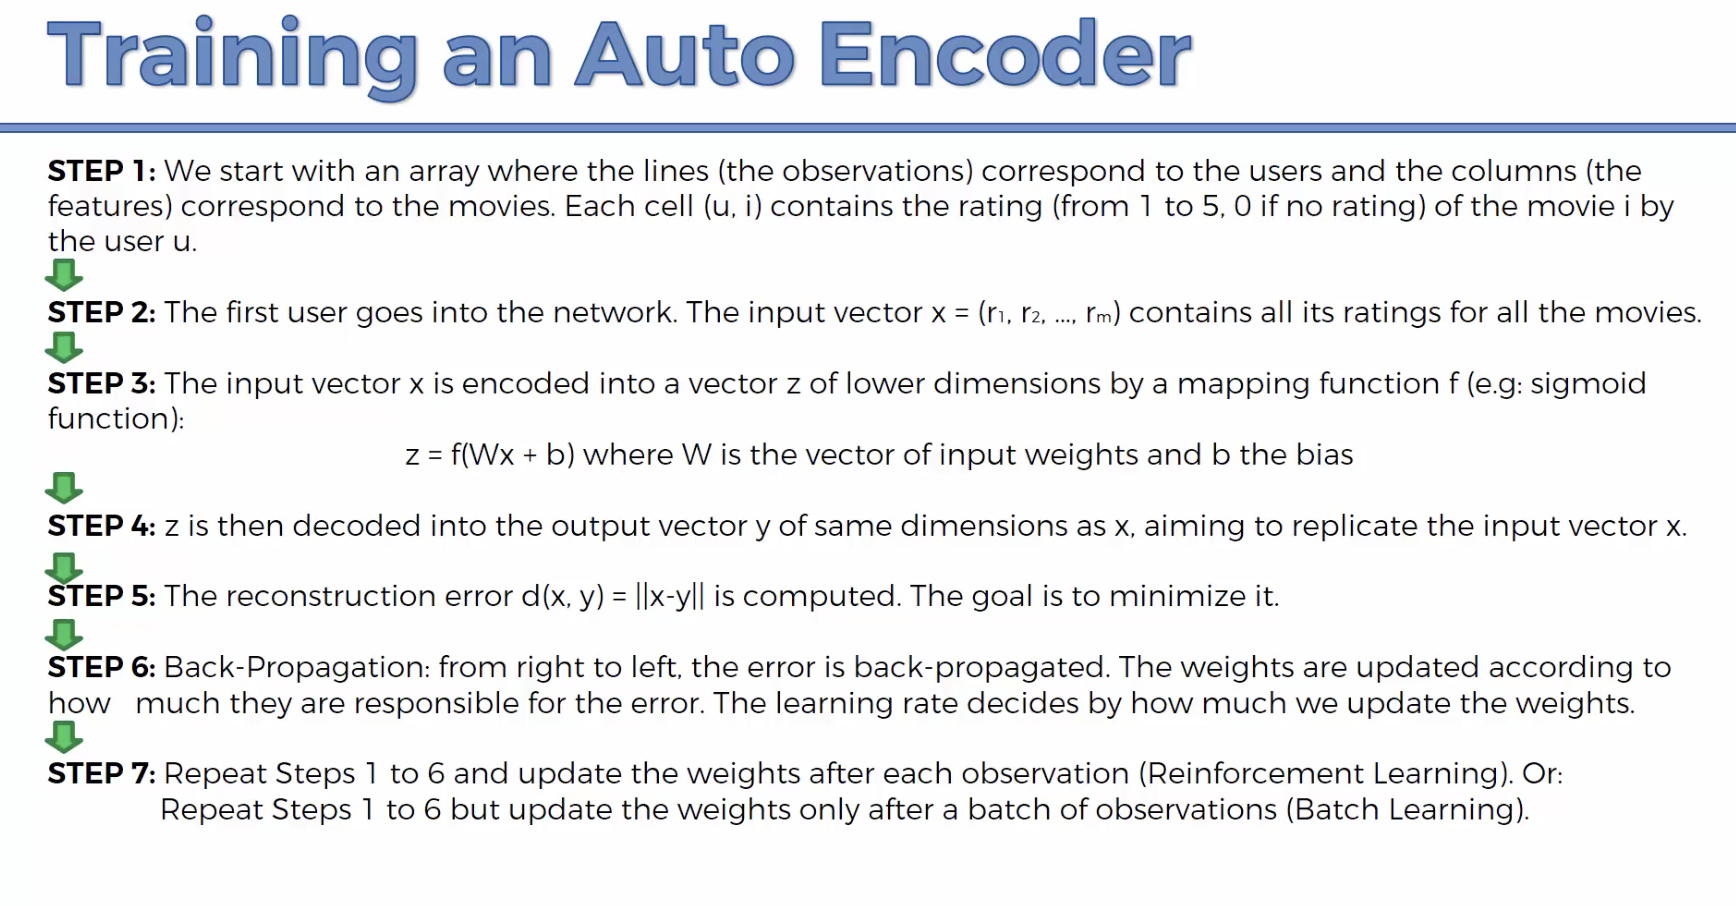 Training an Auto Encoder
STEP 1: We start with an array where the lines (the observations) correspond to the users and the columns (the
features) correspond to the movies. Each cell (u, i) contains the rating (from 1 to 5, 0 if no rating) of the movie i by
the user u.
STEP 2: The first user goes into the network. The input vector x = (r₁, r₂, ..., rₘ) contains all its ratings for all the movies.
STEP 3: The input vector x is encoded into a vector z of lower dimensions by a mapping function f (e.g: sigmoid
function):
z = f(Wx + b) where W is the vector of input weights and b the bias
STEP 4: z is then decoded into the output vector y of same dimensions as x, aiming to replicate the input vector x.
STEP 5: The reconstruction error d(x, y) = ||x-y|| is computed. The goal is to minimize it.
STEP 6: Back-Propagation: from right to left, the error is back-propagated. The weights are updated according to
how much they are responsible for the error. The learning rate decides by how much we update the weights.
STEP 7: Repeat Steps 1 to 6 and update the weights after each observation (Reinforcement Learning). Or:
Repeat Steps 1 to 6 but update the weights only after a batch of observations (Batch Learning).